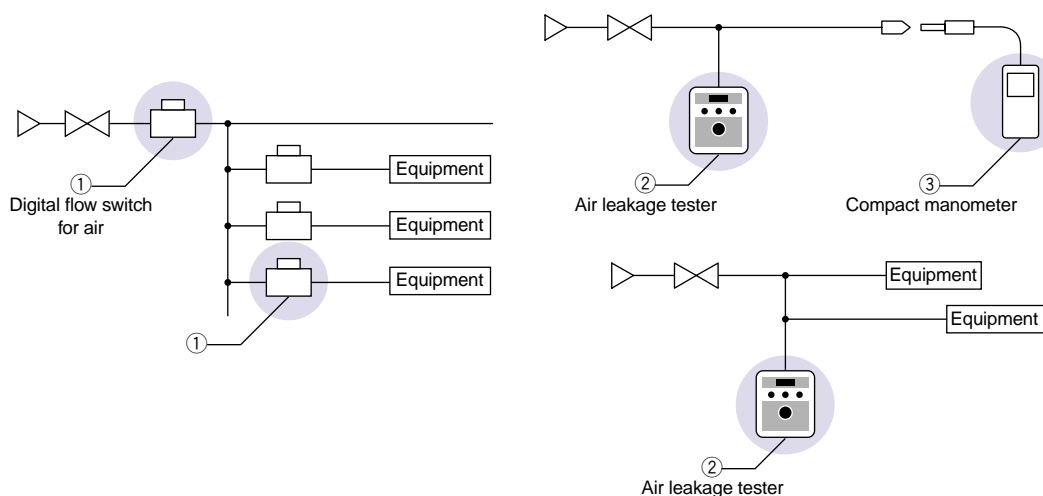 ①
Digital flow switch
for air
Equipment
Equipment
Equipment
①
②
Air leakage tester
③
Compact manometer
Equipment
Equipment
②
Air leakage tester